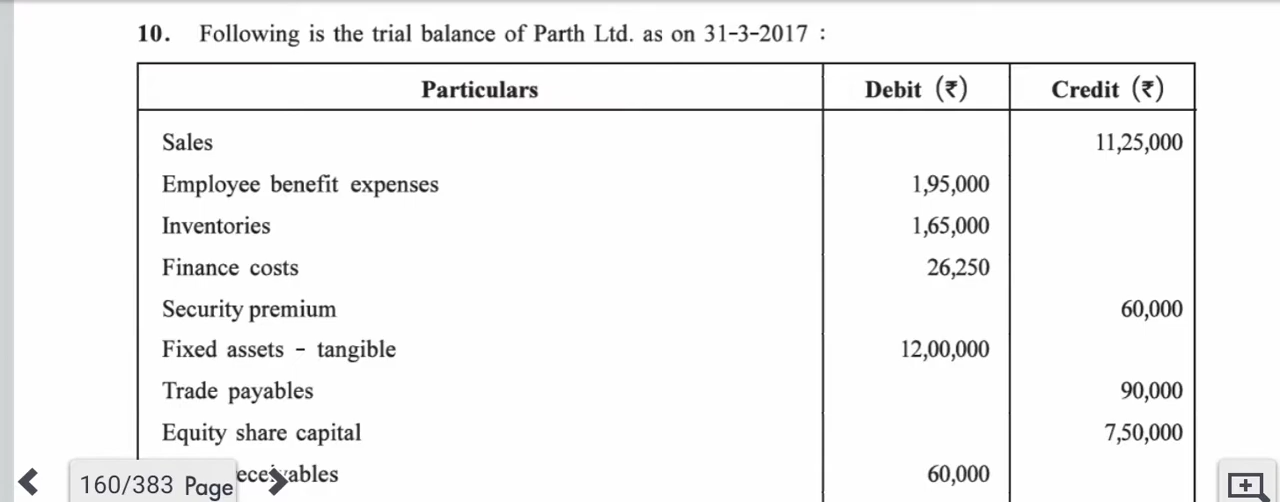 10. Following is the trial balance of Parth Ltd. as on 31-3-2017 :
Particulars Debit (₹) Credit (₹)
Sales 11,25,000
Employee benefit expenses 1,95,000
Inventories 1,65,000
Finance costs 26,250
Security premium 60,000
Fixed assets - tangible 12,00,000
Trade payables 90,000
Equity share capital 7,50,000
60,000
160/383 Page